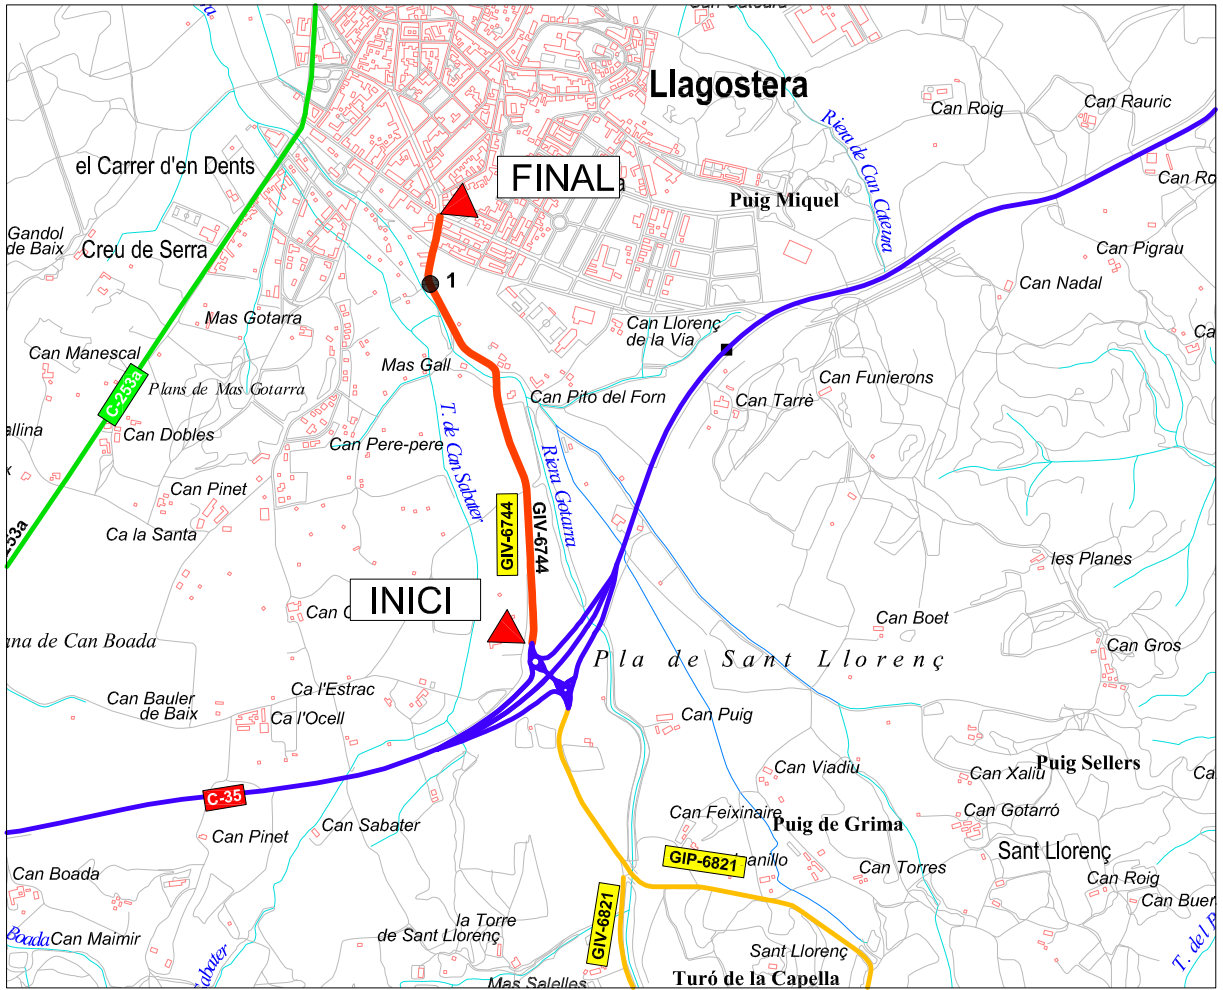 Llagostera
Can Roig
Can Rauric
Riera de Can Cateura
el Carrer d'en Dents
FINAL
Puig Miquel
Can Ro
Gandol
de Baix
Creu de Serra
Can Pigrau
1
Can Nadal
Mas Gotarra
Can Llorenç
de la Via
Can Manescal
Mas Gall
Plans de Mas Gotarra
C-253a
Can Funierons
Can Pito del Forn
Can Tarrè
Can Dobles
Can Pere-pere
T. de Can Sabater
Riera Gotarra
Can Pinet
GIV-6744
GIV-6744
Ca la Santa
253a
les Planes
INICI
Can Boet
ana de Can Boada
Pla de Sant Llorenç
Can Gros
Can Bauler
de Baix
Ca l'Estrac
Ca l'Ocell
Can Puig
Puig Sellers
Can Viadiu
Can Xaliu
C-35
Can Feixinaire
Can Gotarró
Can Pinet
Can Sabater
Puig de Grima
Sant Llorenç
GIP-6821
Can Torres
Can Boada
Can Roig
GIV-6821
Can Buer
la Torre
de Sant Llorenç
Boada
Can Maimir
Sabater
Sant Llorenç
Mas Salelles
Turó de la Capella